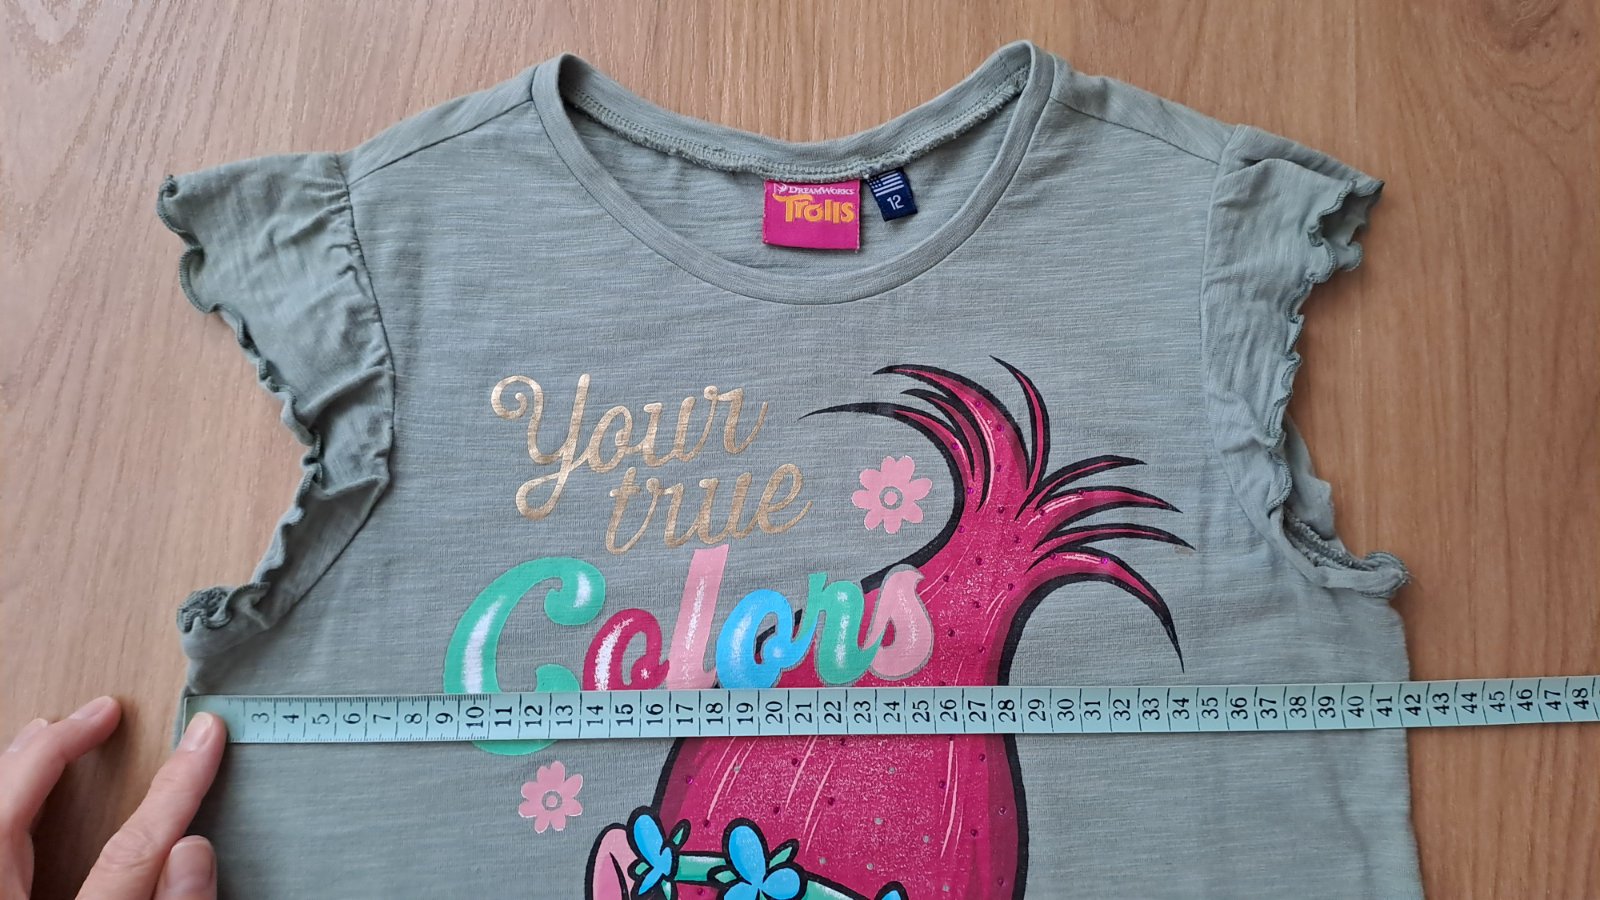 DREAMWORKS
Trolls
12
Your
true
Colors
3 4 5 6 7 8 9 10 11 12 13 14 15 16 17 18 19 20 21 22 23 24 25 26 27 28 29 30 31 32 33 34 35 36 37 38 39 40 41 42 43 44 45 46 47 48